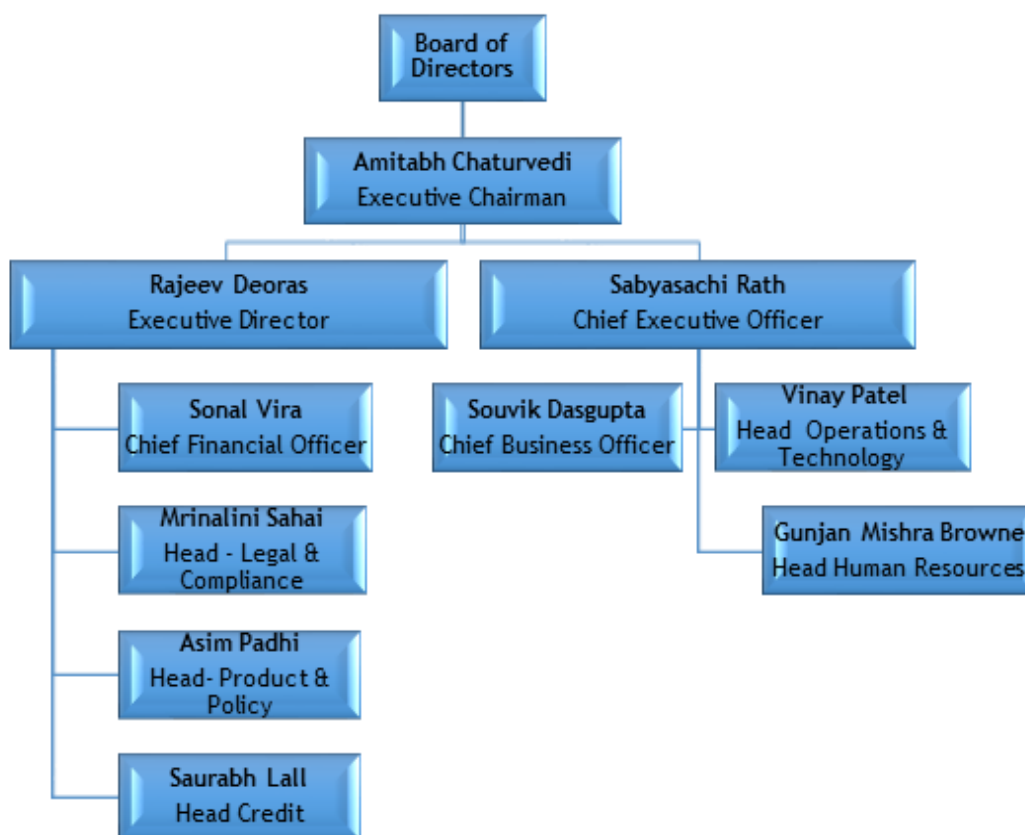 Board of
Directors
Amitabh Chaturvedi
Executive Chairman
Rajeev Deoras
Executive Director
Sabyasachi Rath
Chief Executive Officer
Sonal Vira
Chief Financial Officer
Souvik Dasgupta
Chief Business Officer
Vinay Patel
Head Operations &
Technology
Mrinalini Sahai
Head - Legal &
Compliance
Gunjan Mishra Browne
Head Human Resources
Asim Padhi
Head- Product &
Policy
Saurabh Lall
Head Credit